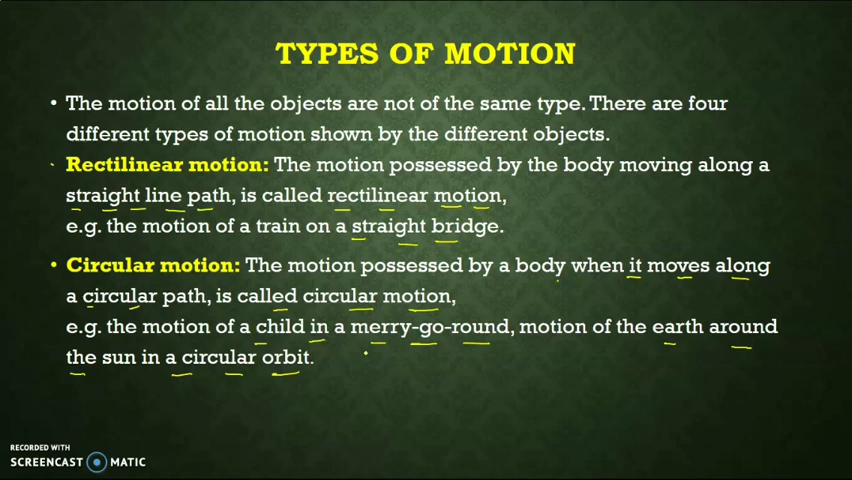 TYPES OF MOTION
• The motion of all the objects are not of the same type. There are four
different types of motion shown by the different objects.
Rectilinear motion: The motion possessed by the body moving along a
straight line path, is called rectilinear motion,
e.g. the motion of a train on a straight bridge.
• Circular motion: The motion possessed by a body when it moves along
a circular path, is called circular motion,
e.g. the motion of a child in a merry-go-round, motion of the earth around
the sun in a circular orbit.
RECORDED WITH
SCREENCAST MATIC